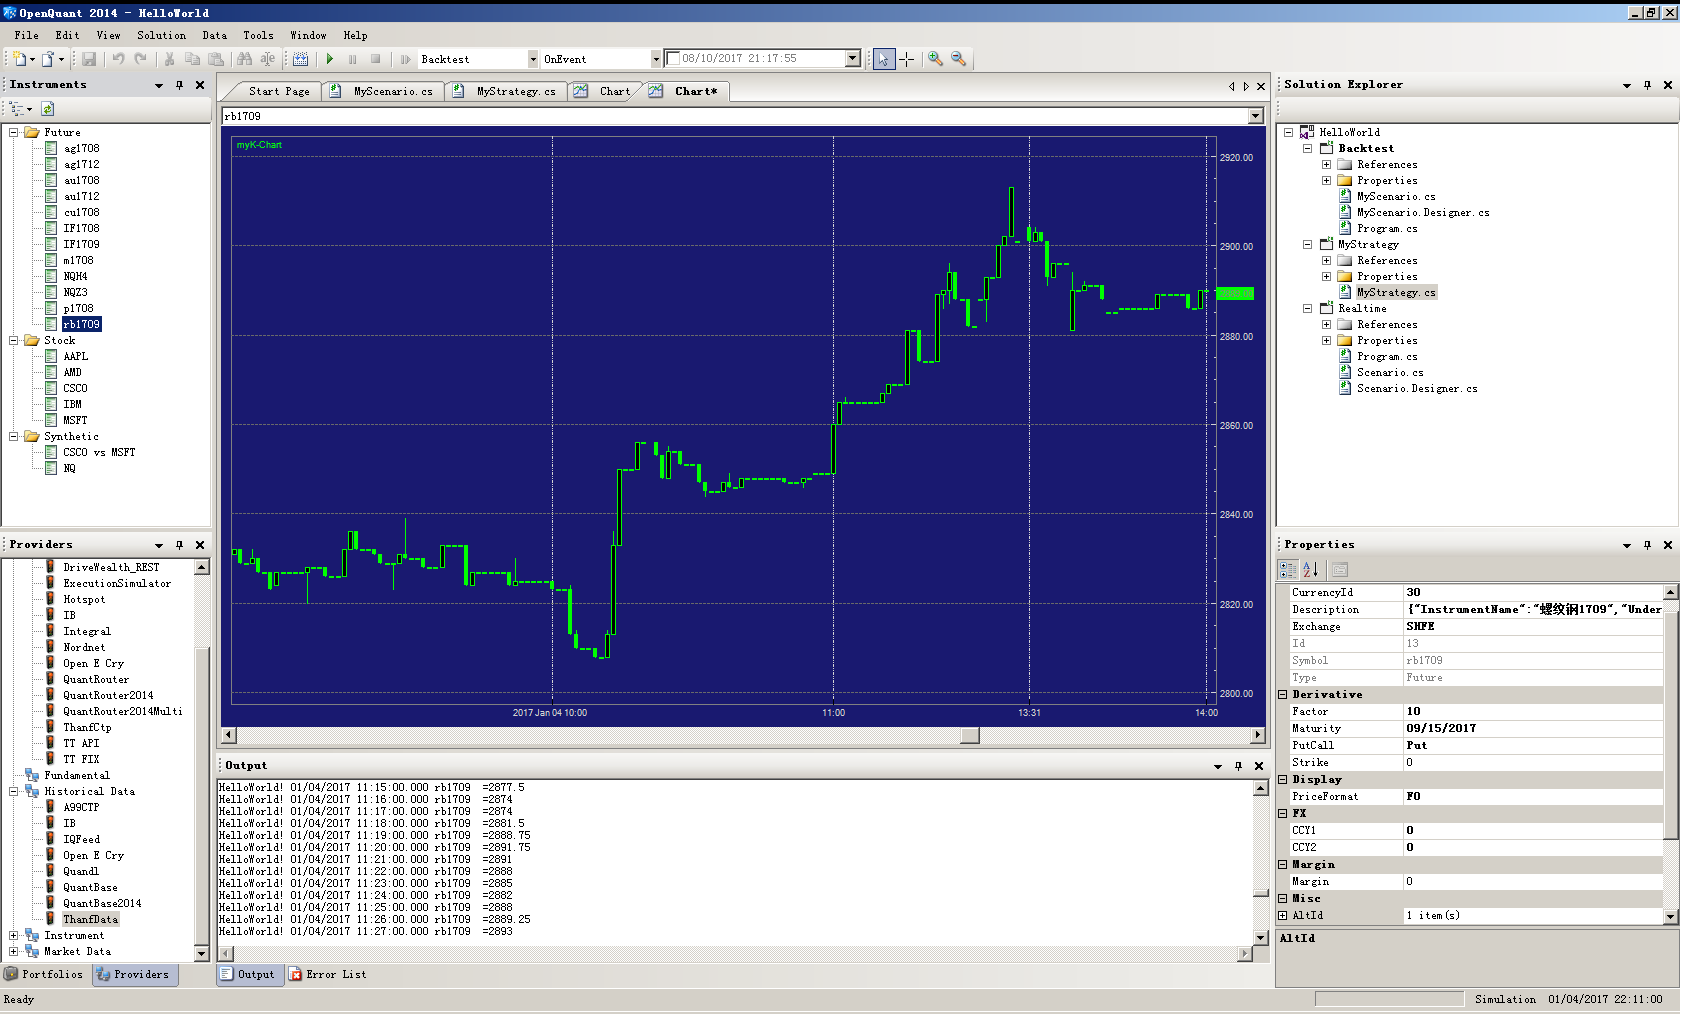 OpenQuant 2014 - HelloWorld
File Edit View Solution Data Tools Window Help
Backtest OnEvent 08/10/2017 21:17:55
Instruments
Future
ag1708
ag1712
au1708
au1712
cu1708
IF1708
IF1709
m1708
NQH4
NQZ3
p1708
rb1709
Stock
AAPL
AMD
CSCO
IBM
MSFT
Synthetic
CSCO vs MSFT
NQ
Providers
DriveWealth_REST
ExecutionSimulator
Hotspot
IB
Integral
Nordnet
Open E Cry
QuantRouter
QuantRouter2014
QuantRouter2014Multi
ThanfCtp
TT API
TT FIX
Fundamental
Historical Data
A99CTP
IB
IQFeed
Open E Cry
Quandl
QuantBase
QuantBase2014
ThanfData
Instrument
Market Data
Portfolios Providers
Start Page MyScenario.cs MyStrategy.cs Chart Chart*
rb1709
myK-Chart
2920.00
2900.00
2880.00
2860.00
2840.00
2820.00
2800.00
2017 Jan 04 10:00 11:00 13:31 14:00
Output
HelloWorld! 01/04/2017 11:15:00.000 rb1709 =2877.5
HelloWorld! 01/04/2017 11:16:00.000 rb1709 =2874
HelloWorld! 01/04/2017 11:17:00.000 rb1709 =2874
HelloWorld! 01/04/2017 11:18:00.000 rb1709 =2881.5
HelloWorld! 01/04/2017 11:19:00.000 rb1709 =2888.75
HelloWorld! 01/04/2017 11:20:00.000 rb1709 =2891.75
HelloWorld! 01/04/2017 11:21:00.000 rb1709 =2891
HelloWorld! 01/04/2017 11:22:00.000 rb1709 =2888
HelloWorld! 01/04/2017 11:23:00.000 rb1709 =2885
HelloWorld! 01/04/2017 11:24:00.000 rb1709 =2882
HelloWorld! 01/04/2017 11:25:00.000 rb1709 =2888
HelloWorld! 01/04/2017 11:26:00.000 rb1709 =2889.25
HelloWorld! 01/04/2017 11:27:00.000 rb1709 =2893
Output Error List
Solution Explorer
HelloWorld
Backtest
References
Properties
MyScenario.cs
MyScenario.Designer.cs
Program.cs
MyStrategy
References
Properties
MyStrategy.cs
Realtime
References
Properties
Program.cs
Scenario.cs
Scenario.Designer.cs
Properties
CurrencyId 30
Description {"InstrumentName":"螺纹钢1709","Under
Exchange SHFE
Id 13
Symbol rb1709
Type Future
Derivative
Factor 10
Maturity 09/15/2017
PutCall Put
Strike 0
Display
PriceFormat F0
FX
CCY1 0
CCY2 0
Margin
Margin 0
Misc
AltId 1 item(s)
AltId
Ready
Simulation 01/04/2017 22:11:00